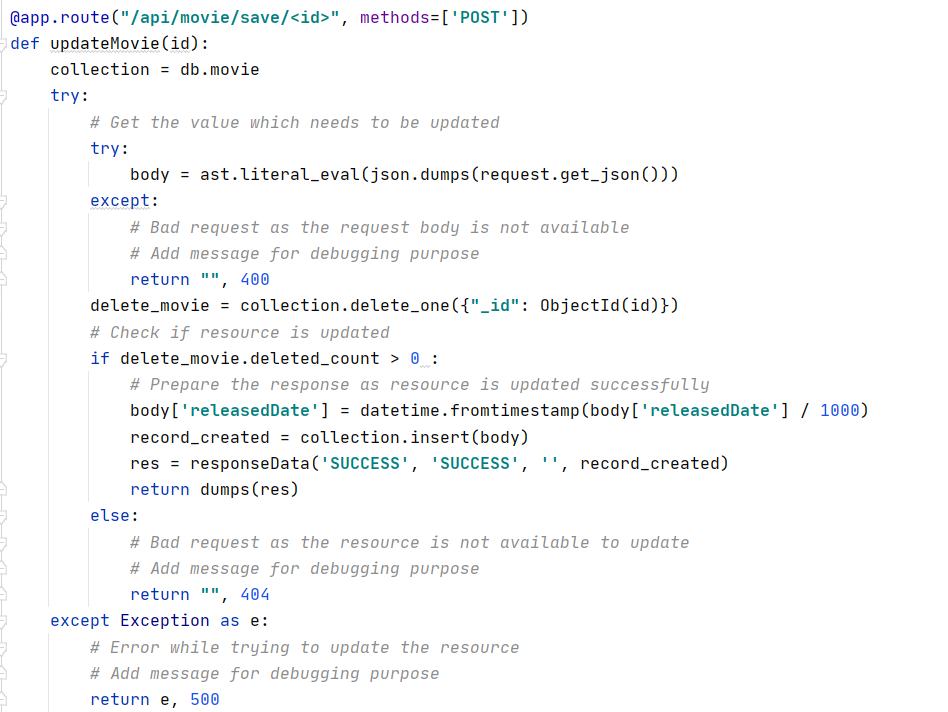 @app.route("/api/movie/save/<id>", methods=['POST'])
def updateMovie(id):
    collection = db.movie
    try:
        # Get the value which needs to be updated
        try:
            body = ast.literal_eval(json.dumps(request.get_json()))
        except:
            # Bad request as the request body is not available
            # Add message for debugging purpose
            return "", 400
        delete_movie = collection.delete_one({"_id": ObjectId(id)})
        # Check if resource is updated
        if delete_movie.deleted_count > 0 :
            # Prepare the response as resource is updated successfully
            body['releasedDate'] = datetime.fromtimestamp(body['releasedDate'] / 1000)
            record_created = collection.insert(body)
            res = responseData('SUCCESS', 'SUCCESS', '', record_created)
            return dumps(res)
        else:
            # Bad request as the resource is not available to update
            # Add message for debugging purpose
            return "", 404
    except Exception as e:
        # Error while trying to update the resource
        # Add message for debugging purpose
        return e, 500